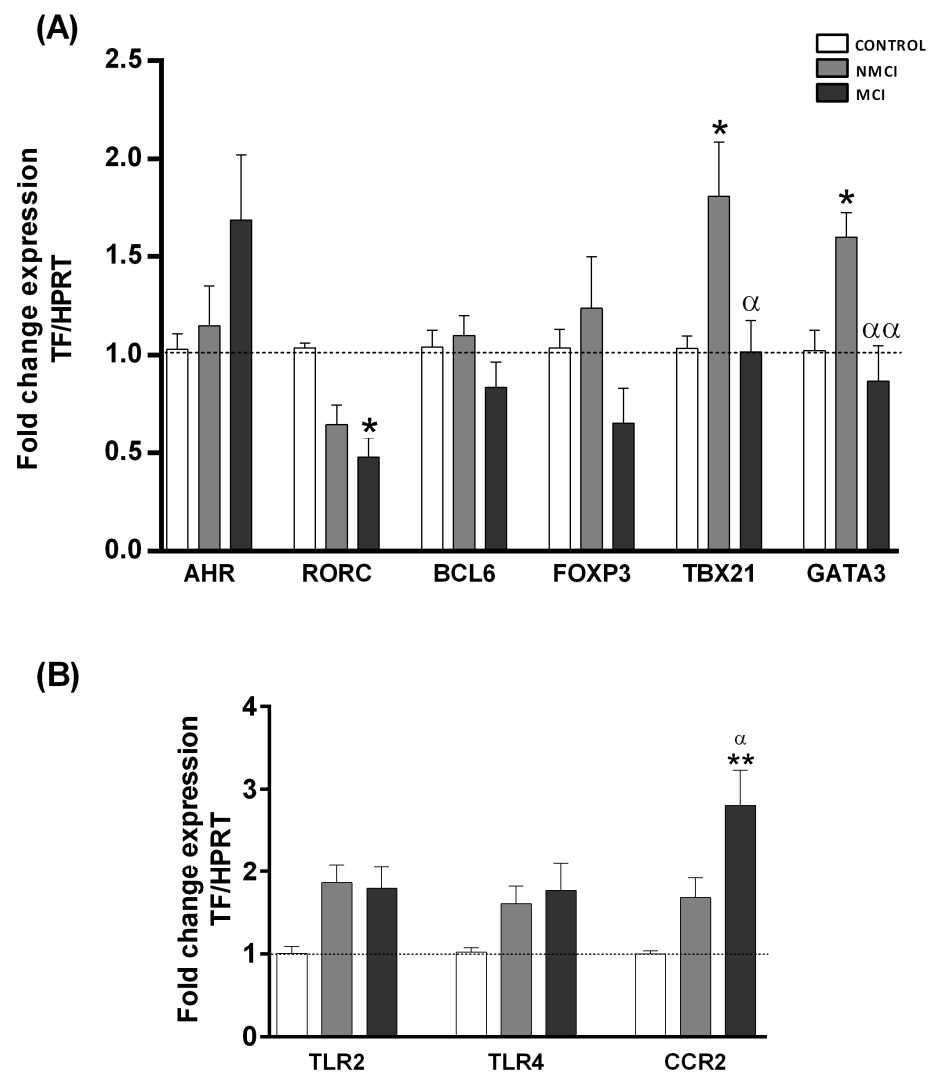 (A)
CONTROL
NMCI
MCI
Fold change expression
TF/HPRT
2.5
2.0
1.5
1.0
0.5
0.0
* * * α αα
AHR RORC BCL6 FOXP3 TBX21 GATA3
(B)
Fold change expression
TF/HPRT
4
3
2
1
0
α
**
TLR2 TLR4 CCR2